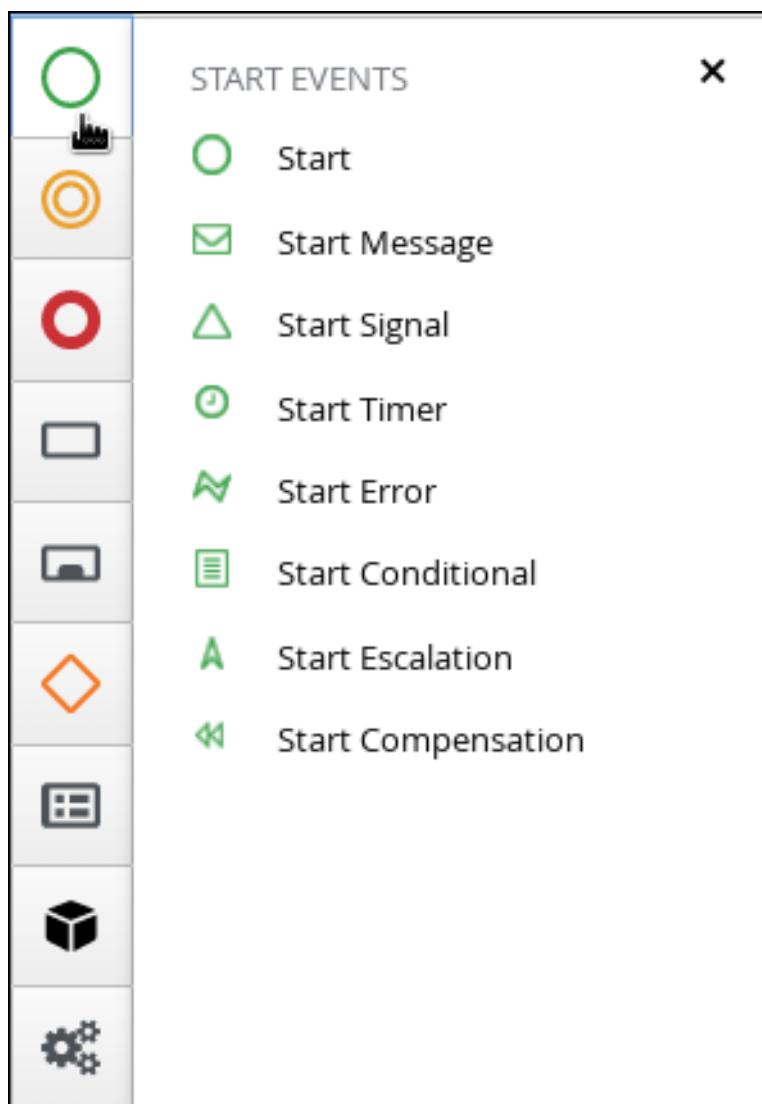 START EVENTS
Start
Start Message
Start Signal
Start Timer
Start Error
Start Conditional
Start Escalation
Start Compensation